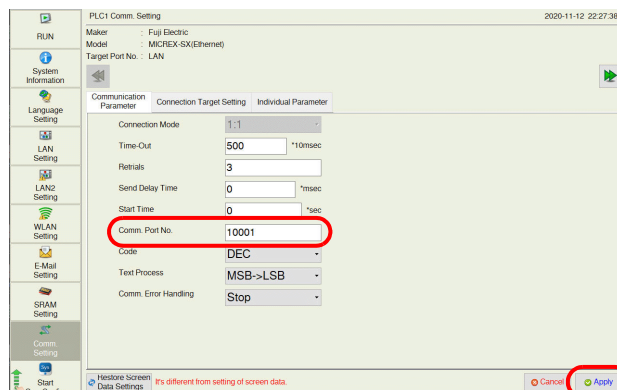 PLC1 Comm. Setting
2020-11-12 22:27:38
Maker : Fuji Electric
Model : MICREX-SX(Ethernet)
Target Port No. : LAN
RUN
System
Information
Language
Setting
LAN
Setting
LAN2
Setting
WLAN
Setting
E-Mail
Setting
SRAM
Setting
Comm.
Setting
Sys
Start
Communication
Parameter
Connection Target Setting
Individual Parameter
Connection Mode 1:1
Time-Out 500 *10msec
Retrials 3
Send Delay Time 0 *msec
Start Time 0 *sec
Comm. Port No. 10001
Code DEC
Text Process MSB->LSB
Comm. Error Handling Stop
Restore Screen
Data Settings
It's different from setting of screen data.
Cancel
Apply